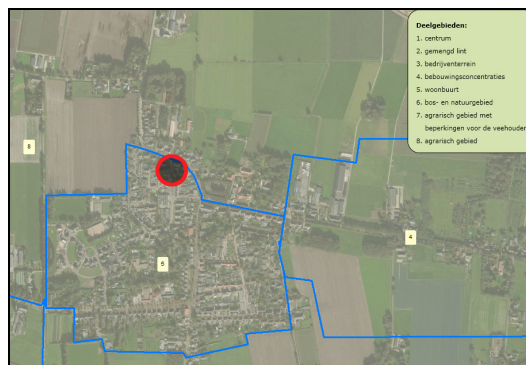 Deelgebieden:
1. centrum
2. gemengd lint
3. bedrijventerrein
4. bebouwingsconcentraties
5. woonbuurt
6. bos- en natuurgebied
7. agrarisch gebied met
beperkingen voor de veehouder
8. agrarisch gebied
8
4
5